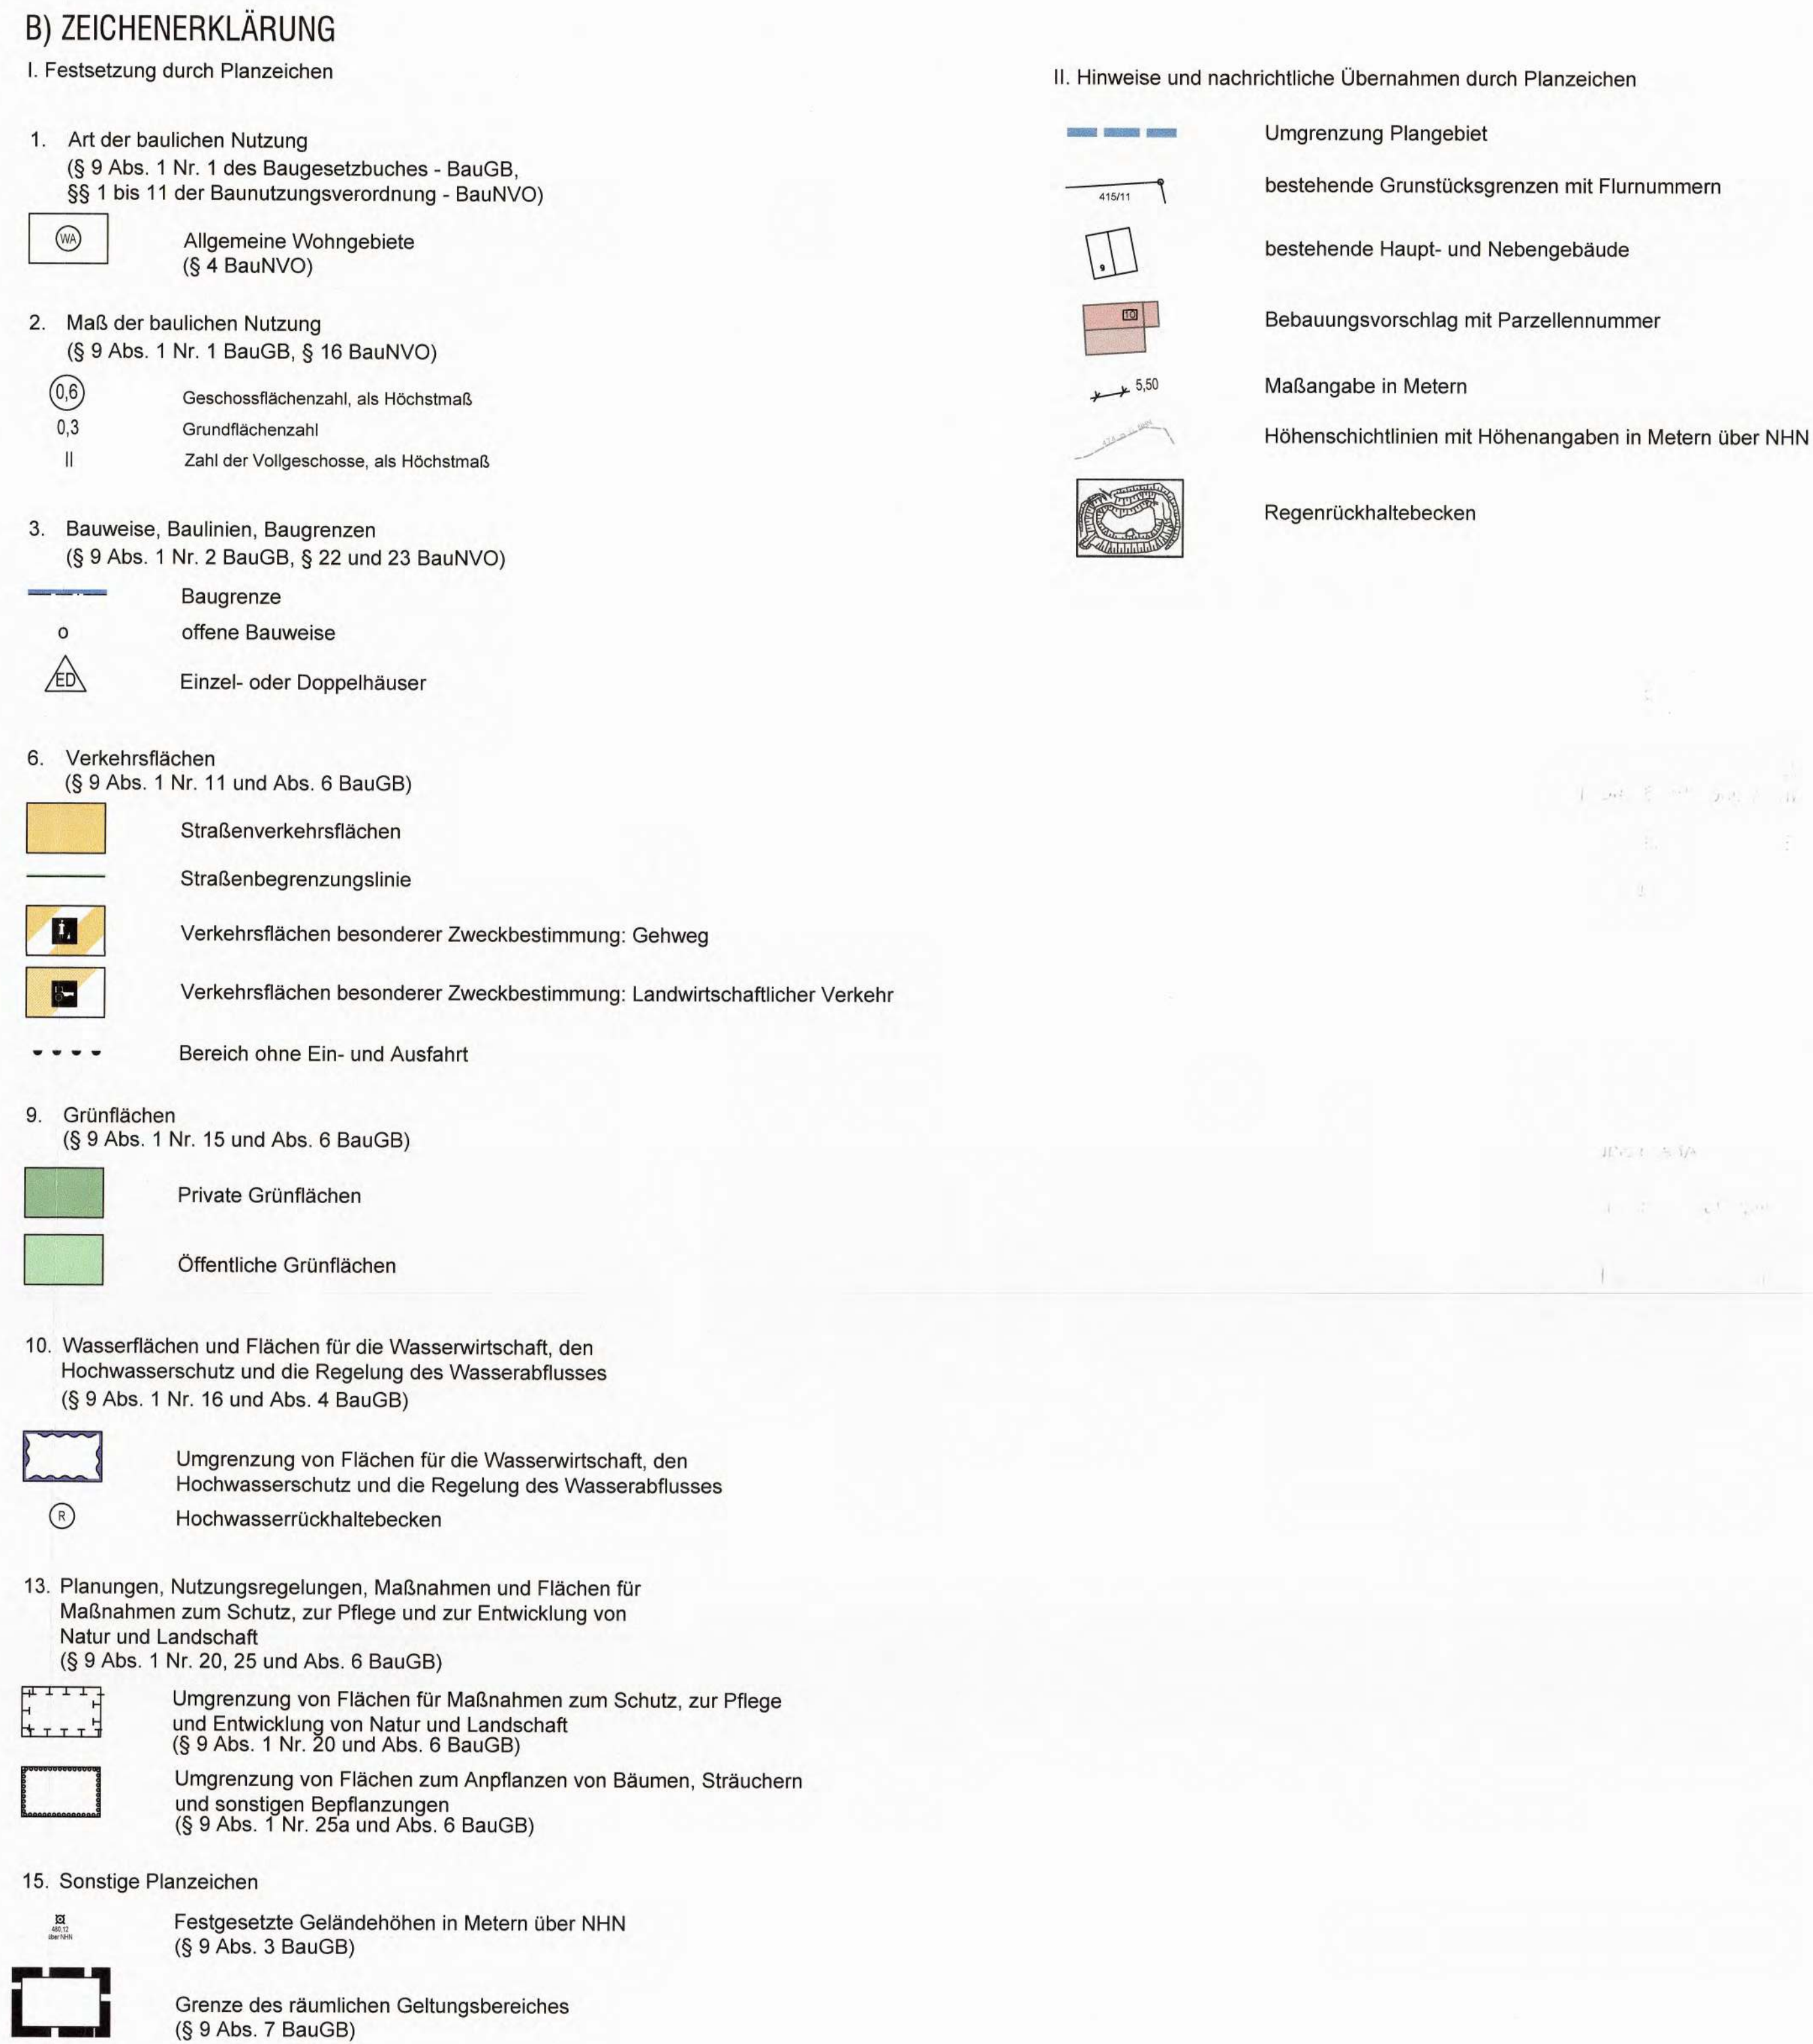 B) ZEICHENERKLÄRUNG
I. Festsetzung durch Planzeichen
1. Art der baulichen Nutzung
(§ 9 Abs. 1 Nr. 1 des Baugesetzbuches - BauGB,
§§ 1 bis 11 der Baunutzungsverordnung - BauNVO)
WA
Allgemeine Wohngebiete
(§ 4 BauNVO)
2. Maß der baulichen Nutzung
(§ 9 Abs. 1 Nr. 1 BauGB, § 16 BauNVO)
0,6 Geschossflächenzahl, als Höchstmaß
0,3 Grundflächenzahl
II Zahl der Vollgeschosse, als Höchstmaß
3. Bauweise, Baulinien, Baugrenzen
(§ 9 Abs. 1 Nr. 2 BauGB, § 22 und 23 BauNVO)
Baugrenze
o offene Bauweise
ED Einzel- oder Doppelhäuser
6. Verkehrsflächen
(§ 9 Abs. 1 Nr. 11 und Abs. 6 BauGB)
Straßenverkehrsflächen
Straßenbegrenzungslinie
Verkehrsflächen besonderer Zweckbestimmung: Gehweg
Verkehrsflächen besonderer Zweckbestimmung: Landwirtschaftlicher Verkehr
Bereich ohne Ein- und Ausfahrt
9. Grünflächen
(§ 9 Abs. 1 Nr. 15 und Abs. 6 BauGB)
Private Grünflächen
Öffentliche Grünflächen
10. Wasserflächen und Flächen für die Wasserwirtschaft, den
Hochwasserschutz und die Regelung des Wasserabflusses
(§ 9 Abs. 1 Nr. 16 und Abs. 4 BauGB)
Umgrenzung von Flächen für die Wasserwirtschaft, den
Hochwasserschutz und die Regelung des Wasserabflusses
R Hochwasserrückhaltebecken
13. Planungen, Nutzungsregelungen, Maßnahmen und Flächen für
Maßnahmen zum Schutz, zur Pflege und zur Entwicklung von
Natur und Landschaft
(§ 9 Abs. 1 Nr. 20, 25 und Abs. 6 BauGB)
Umgrenzung von Flächen für Maßnahmen zum Schutz, zur Pflege
und Entwicklung von Natur und Landschaft
(§ 9 Abs. 1 Nr. 20 und Abs. 6 BauGB)
Umgrenzung von Flächen zum Anpflanzen von Bäumen, Sträuchern
und sonstigen Bepflanzungen
(§ 9 Abs. 1 Nr. 25a und Abs. 6 BauGB)
15. Sonstige Planzeichen
480,12
über NHN
Festgesetzte Geländehöhen in Metern über NHN
(§ 9 Abs. 3 BauGB)
Grenze des räumlichen Geltungsbereiches
(§ 9 Abs. 7 BauGB)
II. Hinweise und nachrichtliche Übernahmen durch Planzeichen
Umgrenzung Plangebiet
415/11 bestehende Grunstücksgrenzen mit Flurnummern
9 bestehende Haupt- und Nebengebäude
10 Bebauungsvorschlag mit Parzellennummer
5,50 Maßangabe in Metern
Höhenschichtlinien mit Höhenangaben in Metern über NHN
Regenrückhaltebecken